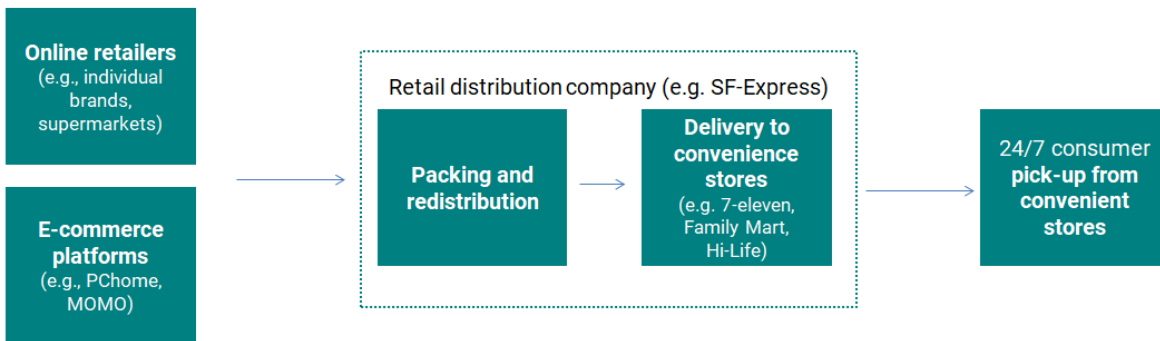 Online retailers
(e.g., individual
brands,
supermarkets)
E-commerce
platforms
(e.g., PChome,
MOMO)
Retail distribution company (e.g. SF-Express)
Packing and
redistribution
Delivery to
convenience
stores
(e.g. 7-eleven,
Family Mart,
Hi-Life)
24/7 consumer
pick-up from
convenient
stores